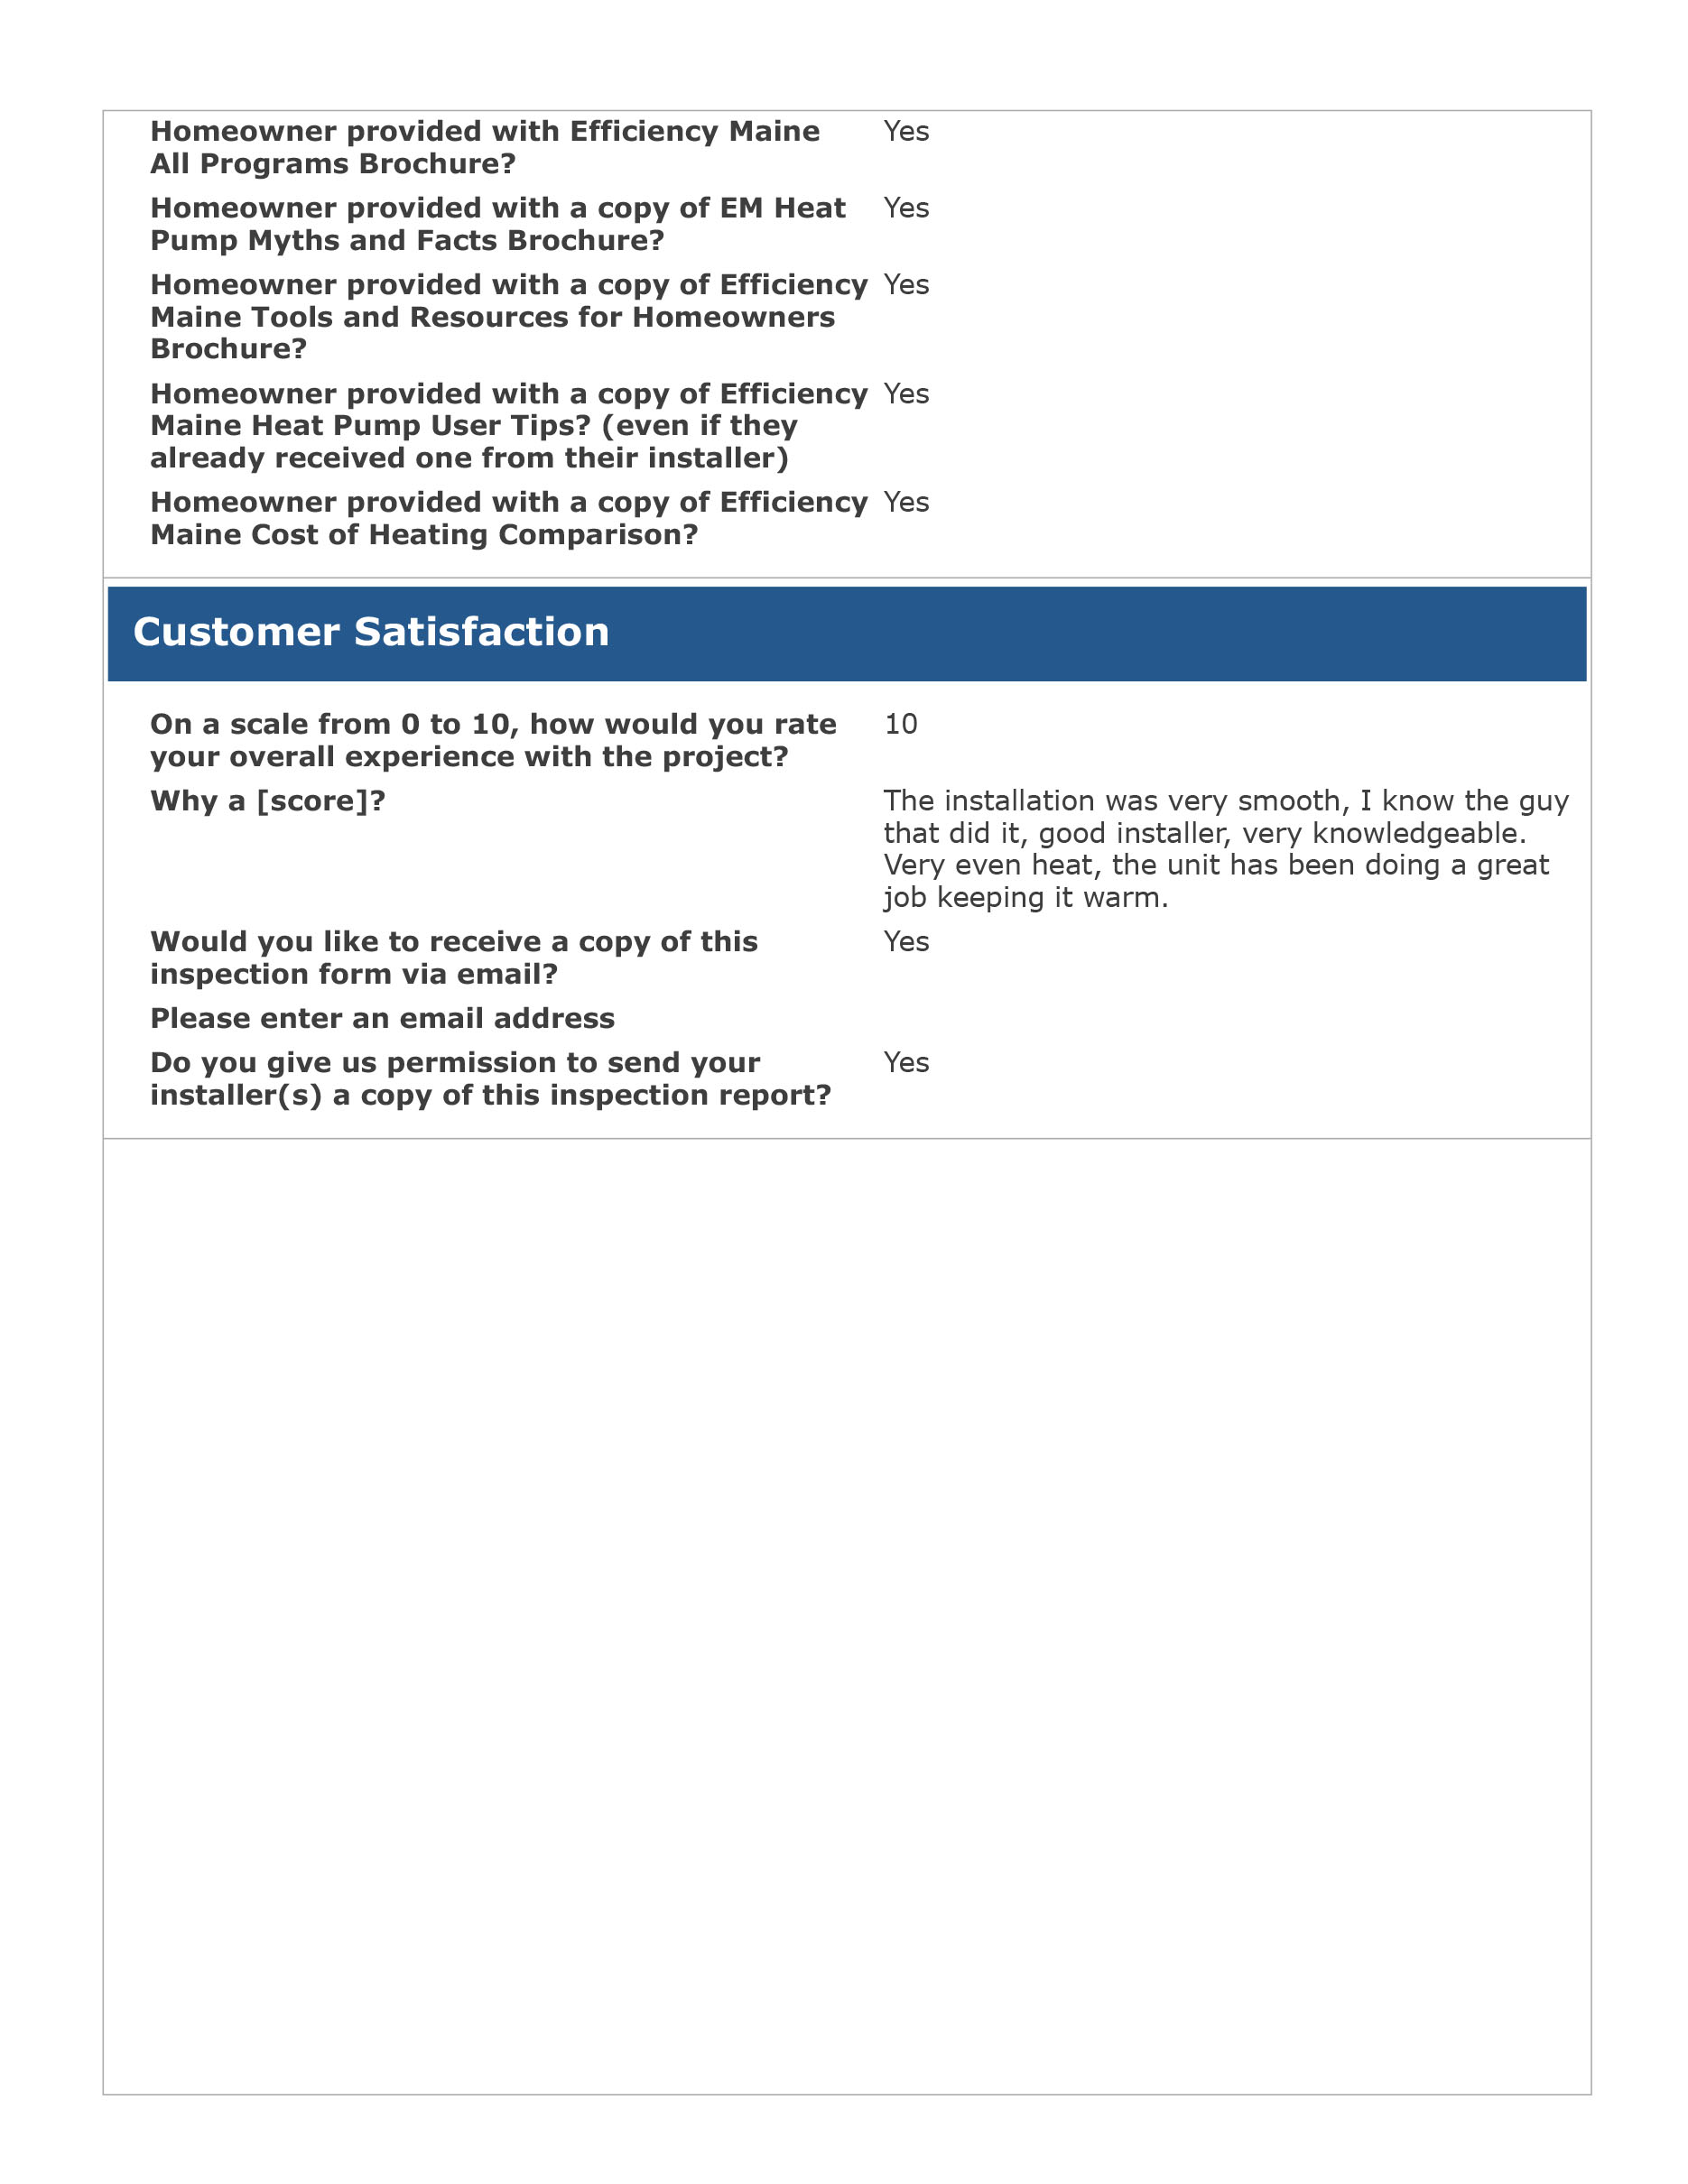 Homeowner provided with Efficiency Maine Yes
All Programs Brochure?
Homeowner provided with a copy of EM Heat Yes
Pump Myths and Facts Brochure?
Homeowner provided with a copy of Efficiency Yes
Maine Tools and Resources for Homeowners
Brochure?
Homeowner provided with a copy of Efficiency Yes
Maine Heat Pump User Tips? (even if they
already received one from their installer)
Homeowner provided with a copy of Efficiency Yes
Maine Cost of Heating Comparison?
Customer Satisfaction
On a scale from 0 to 10, how would you rate 10
your overall experience with the project?
Why a [score]? The installation was very smooth, I know the guy
that did it, good installer, very knowledgeable.
Very even heat, the unit has been doing a great
job keeping it warm.
Would you like to receive a copy of this Yes
inspection form via email?
Please enter an email address
Do you give us permission to send your Yes
installer(s) a copy of this inspection report?